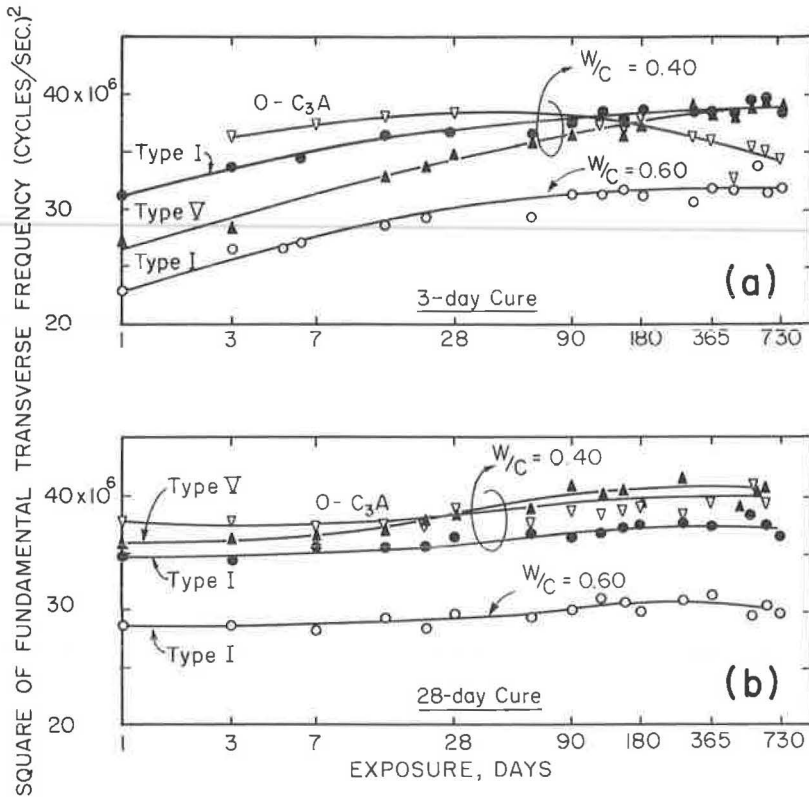 SQUARE OF FUNDAMENTAL TRANSVERSE FREQUENCY (CYCLES/SEC.)²
40 x 10⁶
30
20
O - C₃A
W/C = 0.40
Type I
Type V
Type I
W/C = 0.60
(a)
3-day Cure
1 3 7 28 90 180 365 730
40 x 10⁶
30
20
Type V
O - C₃A
W/C = 0.40
Type I
W/C = 0.60
Type I
(b)
28-day Cure
1 3 7 28 90 180 365 730
EXPOSURE, DAYS